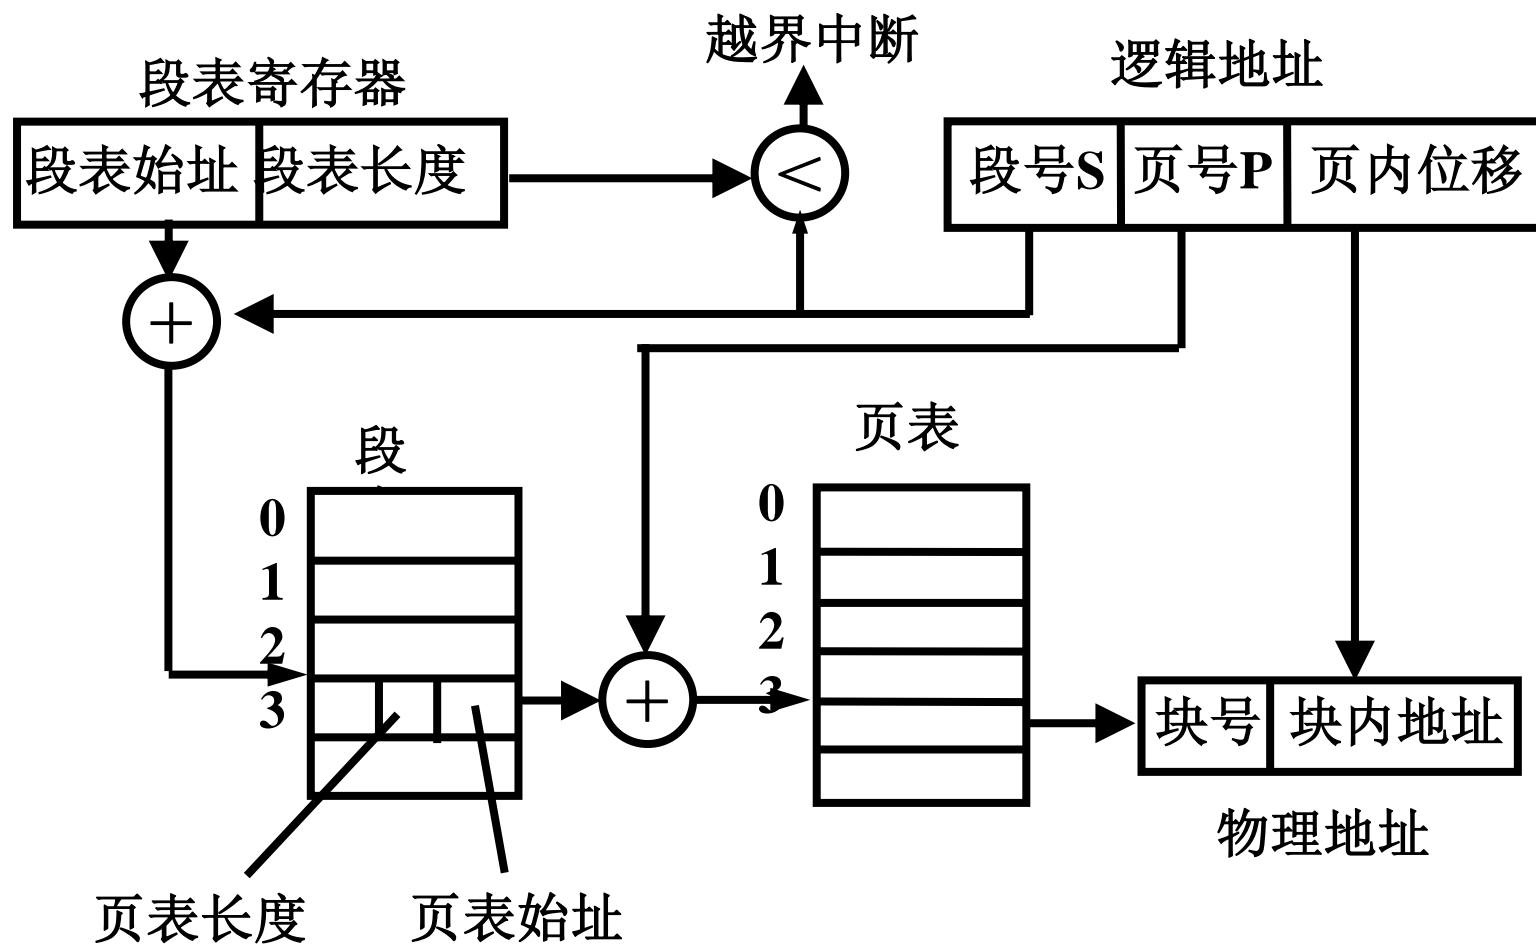 越界中断
逻辑地址
段表寄存器
段表始址 段表长度
<
段号S 页号P 页内位移
+
页表
段
0
1
2
3
0
1
2
3
+
块号 块内地址
物理地址
页表长度 页表始址